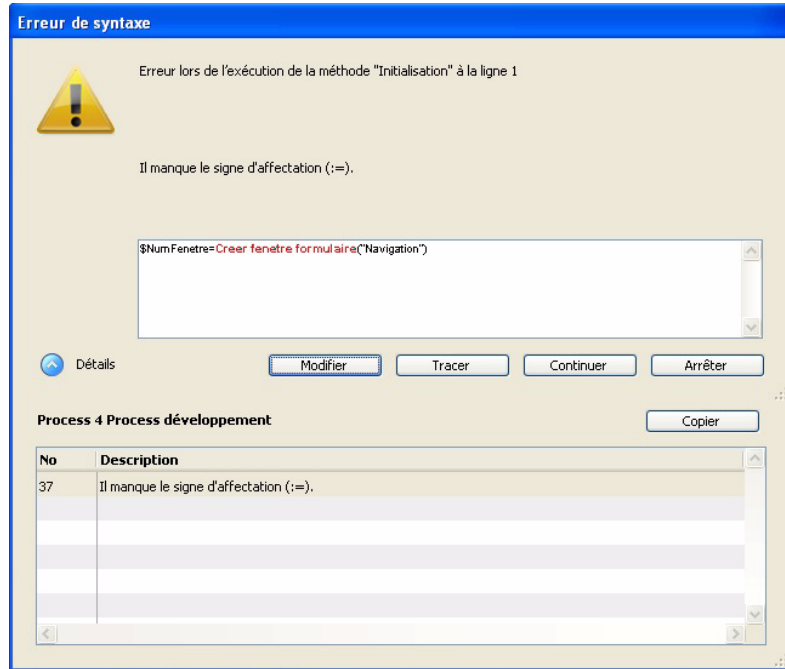 Erreur de syntaxe
Erreur lors de l'exécution de la méthode "Initialisation" à la ligne 1
Il manque le signe d'affectation (:=).
$NumFenetre=Creer fenetre formulaire("Navigation")
Détails
Modifier
Tracer
Continuer
Arrêter
Process 4 Process développement
Copier
No Description
37 Il manque le signe d'affectation (:=).